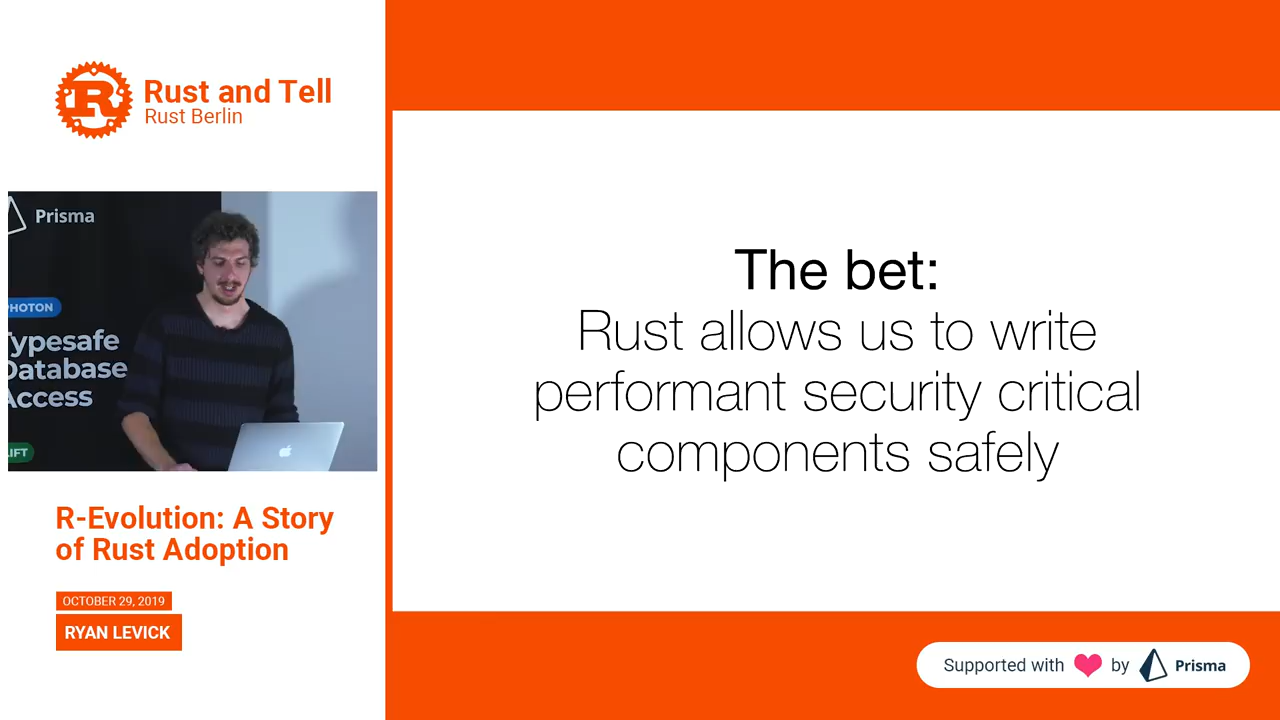 Rust and Tell
Rust Berlin
Prisma
HOTON
ypesafe
Database
Access
IFT
R-Evolution: A Story
of Rust Adoption
OCTOBER 29, 2019
RYAN LEVICK
The bet:
Rust allows us to write
performant security critical
components safely
Supported with by Prisma